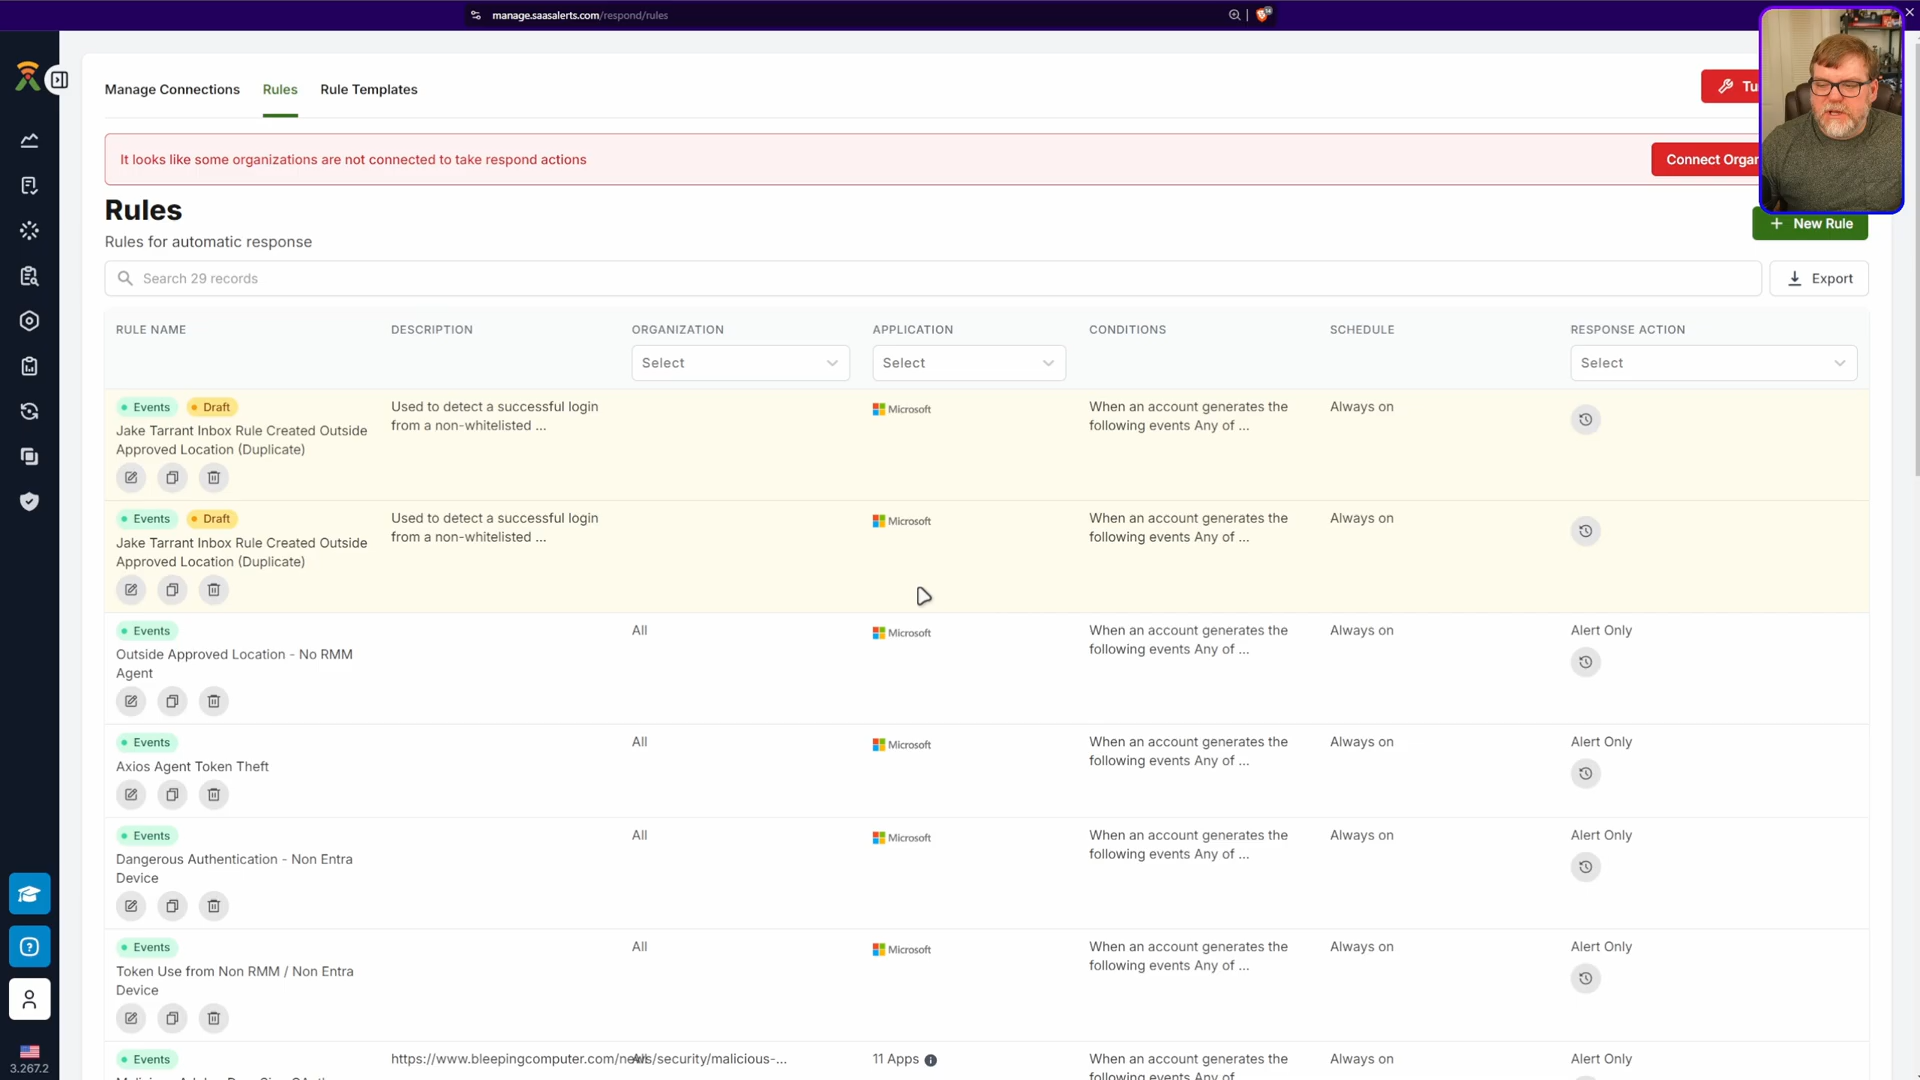 manage.saasalerts.com/respond/rules
Manage Connections
Rules
Rule Templates
Tu
It looks like some organizations are not connected to take respond actions
Connect Organ
Rules
Rules for automatic response
+ New Rule
Search 29 records
Export
RULE NAME
DESCRIPTION
ORGANIZATION
APPLICATION
CONDITIONS
SCHEDULE
RESPONSE ACTION
Select
Select
Select
Events
Draft
Jake Tarrant Inbox Rule Created Outside
Approved Location (Duplicate)
Used to detect a successful login
from a non-whitelisted ...
Microsoft
When an account generates the
following events Any of ...
Always on
Events
Draft
Jake Tarrant Inbox Rule Created Outside
Approved Location (Duplicate)
Used to detect a successful login
from a non-whitelisted ...
Microsoft
When an account generates the
following events Any of ...
Always on
Events
Outside Approved Location - No RMM
Agent
All
Microsoft
When an account generates the
following events Any of ...
Always on
Alert Only
Events
Axios Agent Token Theft
All
Microsoft
When an account generates the
following events Any of ...
Always on
Alert Only
Events
Dangerous Authentication - Non Entra
Device
All
Microsoft
When an account generates the
following events Any of ...
Always on
Alert Only
Events
Token Use from Non RMM / Non Entra
Device
All
Microsoft
When an account generates the
following events Any of ...
Always on
Alert Only
Events
https://www.bleepingcomputer.com/news/security/malicious-...
All
11 Apps
When an account generates the
following events Any of ...
Always on
Alert Only
3.267.2